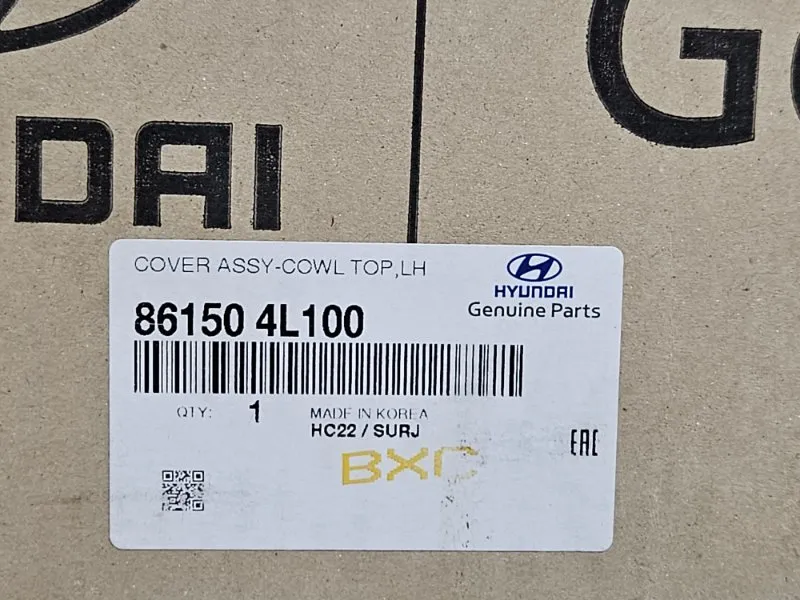 DAI
COVER ASSY-COWL TOP,LH
HYUNDAI
Genuine Parts
86150 4L100
QTY: 1
MADE IN KOREA
HC22 / SURJ
EAC